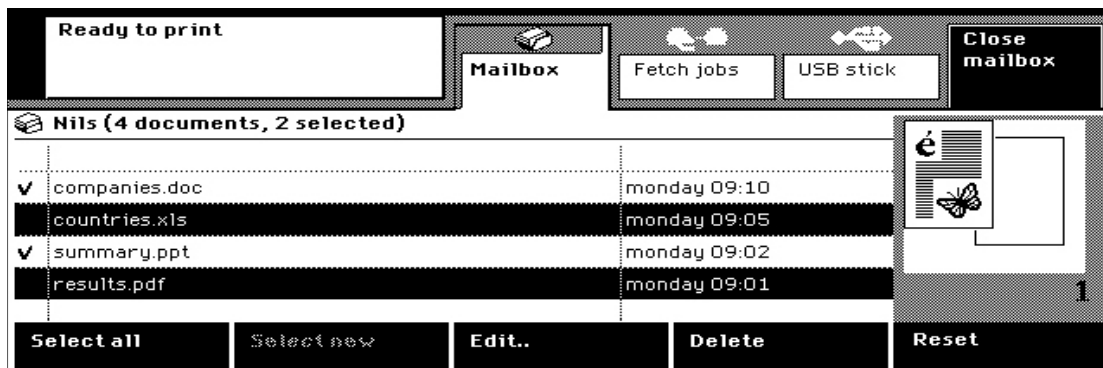 Ready to print
Mailbox
Fetch jobs
USB stick
Close
mailbox
Nils (4 documents, 2 selected)
companies.doc monday 09:10
countries.xls monday 09:05
summary.ppt monday 09:02
results.pdf monday 09:01
é
1
Select all
Select new
Edit..
Delete
Reset